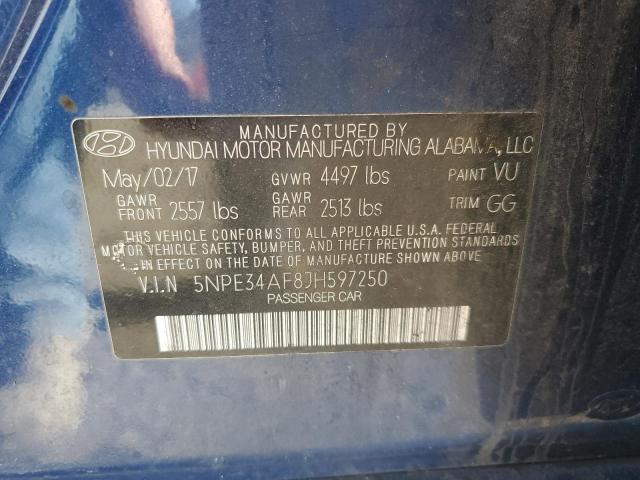 MANUFACTURED BY
HYUNDAI MOTOR MANUFACTURING ALABAMA, LLC
May/02/17 GVWR 4497 lbs PAINT VU
GAWR FRONT 2557 lbs GAWR REAR 2513 lbs TRIM GG
THIS VEHICLE CONFORMS TO ALL APPLICABLE U.S.A. FEDERAL
MOTOR VEHICLE SAFETY, BUMPER, AND THEFT PREVENTION STANDARDS
IN EFFECT ON THE DATE OF MANUFACTURE SHOWN ABOVE.
V.I.N 5NPE34AF8JH597250
PASSENGER CAR